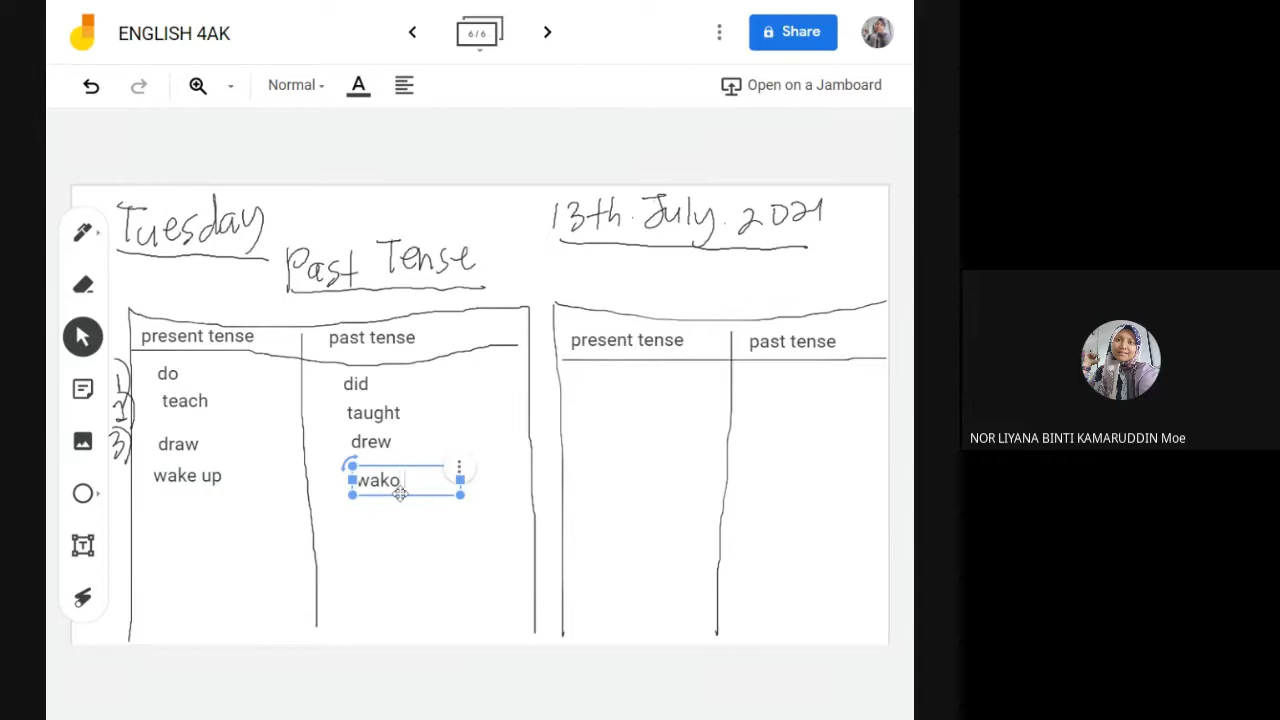 ENGLISH 4AK
6/6
Share
Normal
A
Open on a Jamboard
Tuesday
13th. July. 2021
Past Tense
present tense past tense
1) do did
2) teach taught
3) draw drew
wake up wako
present tense past tense
NOR LIYANA BINTI KAMARUDDIN Moe